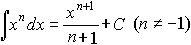 ∫xⁿ dx = xⁿ⁺¹/(n+1) + C (n ≠ −1)